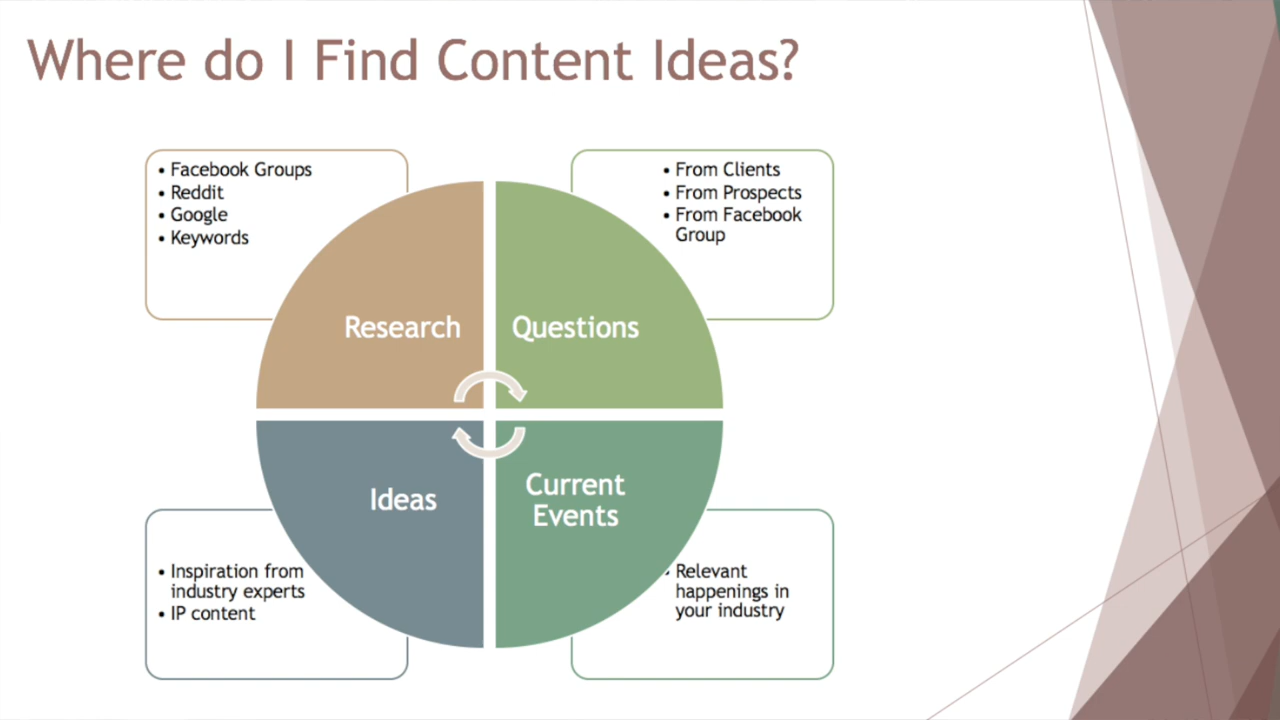 Where do I Find Content Ideas?
• Facebook Groups
• Reddit
• Google
• Keywords
• From Clients
• From Prospects
• From Facebook
Group
Research
Questions
Ideas
Current
Events
• Inspiration from
industry experts
• IP content
• Relevant
happenings in
your industry